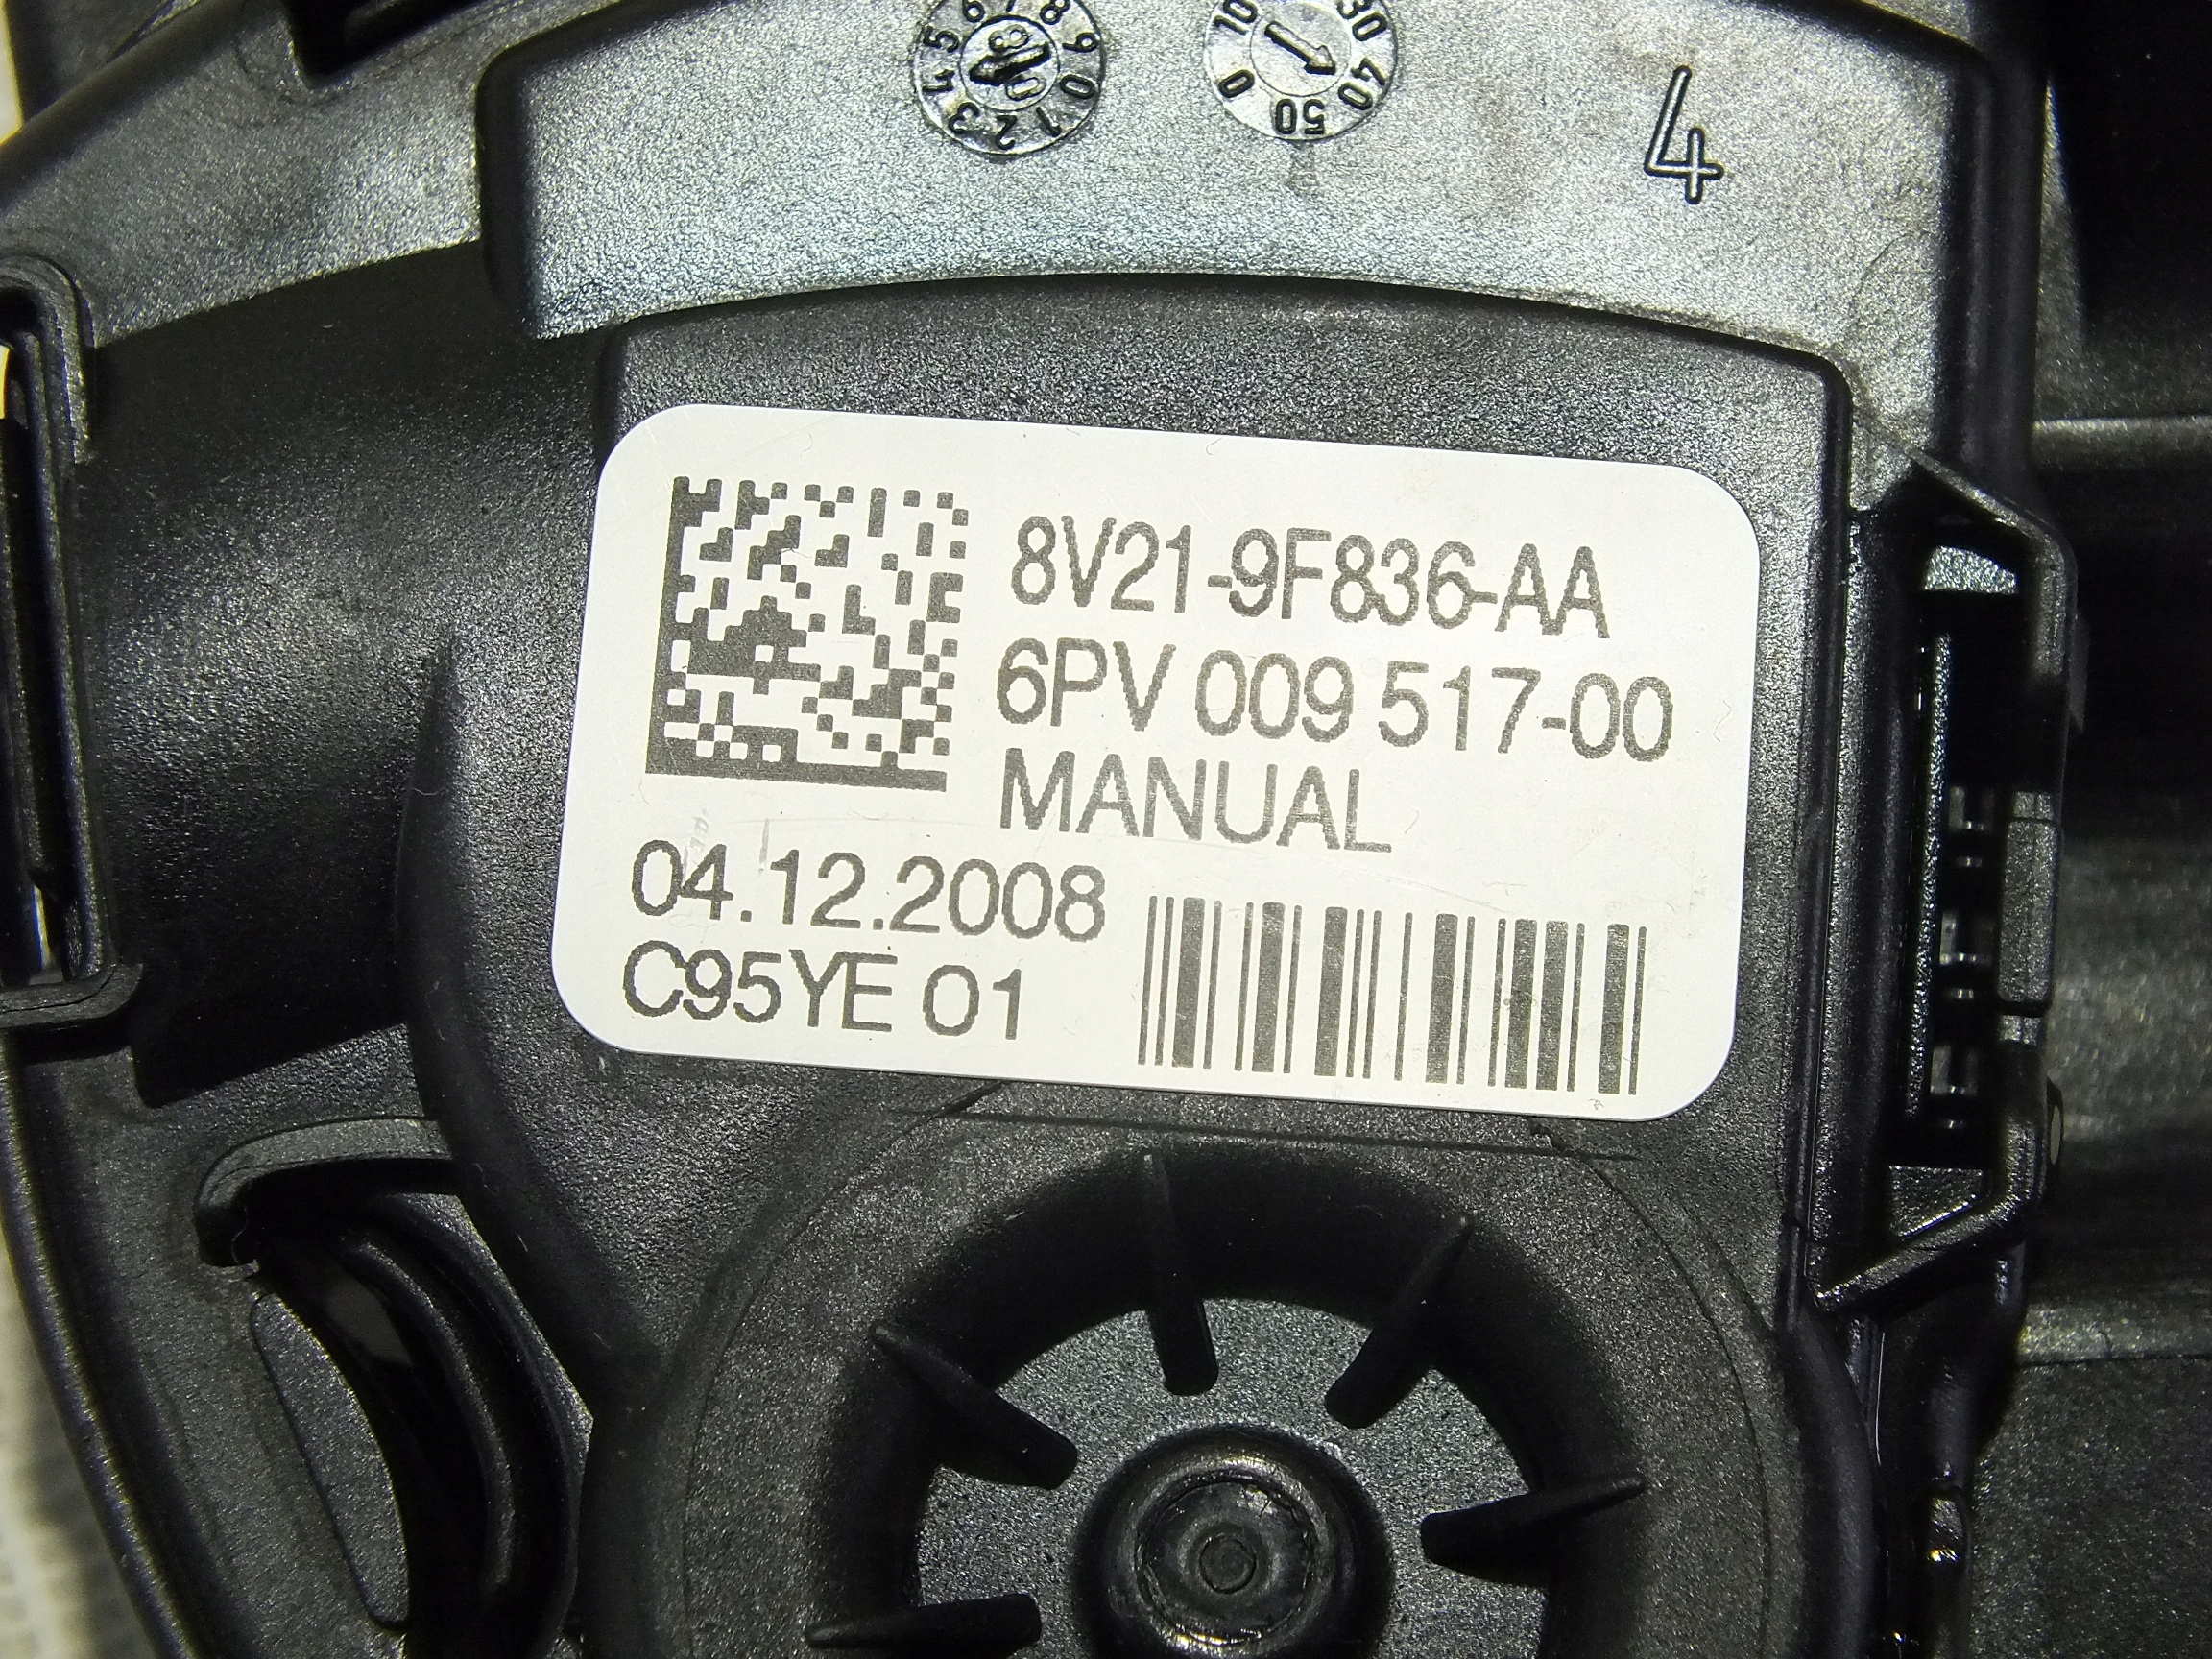 4
8V21-9F836-AA
6PV 009 517-00
MANUAL
04.12.2008
C95YE 01